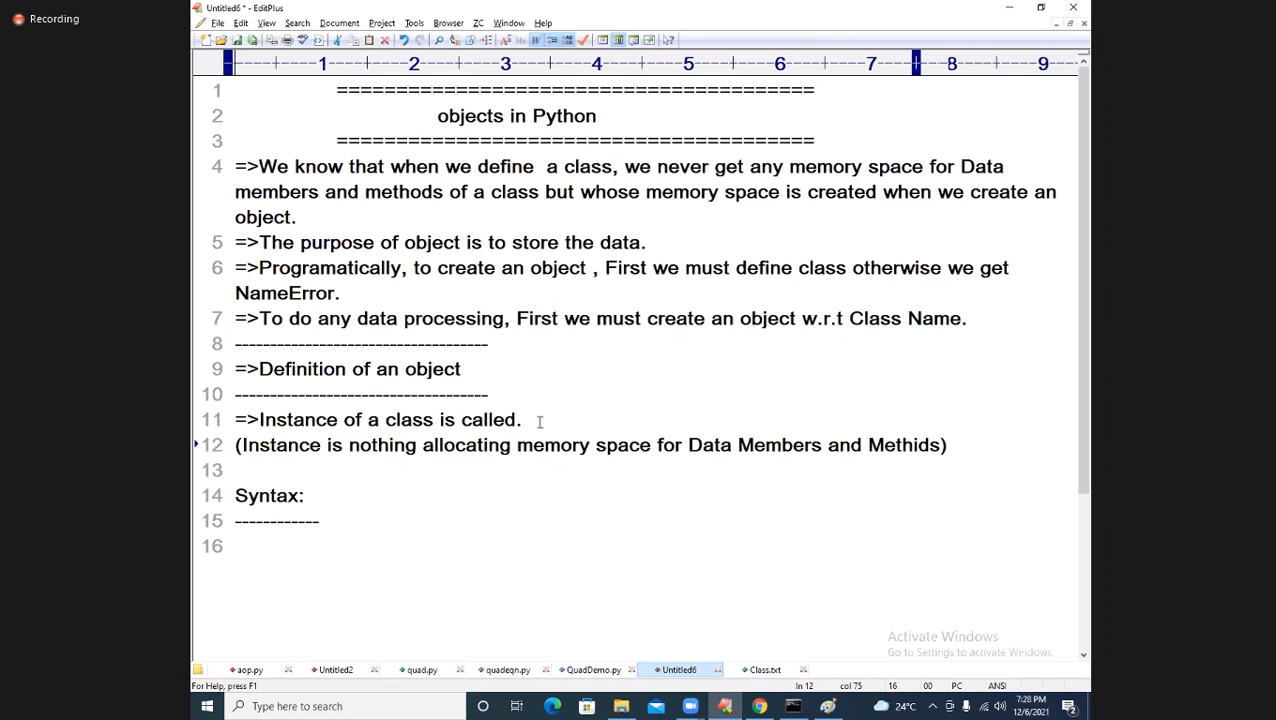 Recording
Untitled6 * - EditPlus
File Edit View Search Document Project Tools Browser ZC Window Help
1 2 3 4 5 6 7 8 9
1 ========================================
2 objects in Python
3 ========================================
4 =>We know that when we define a class, we never get any memory space for Data
members and methods of a class but whose memory space is created when we create an
object.
5 =>The purpose of object is to store the data.
6 =>Programatically, to create an object , First we must define class otherwise we get
NameError.
7 =>To do any data processing, First we must create an object w.r.t Class Name.
8 ------------------------------------
9 =>Definition of an object
10 ------------------------------------
11 =>Instance of a class is called.
12 (Instance is nothing allocating memory space for Data Members and Methids)
13
14 Syntax:
15 ------------
16
Activate Windows
Go to Settings to activate Windows.
aop.py Untitled2 quad.py quadeqn.py QuadDemo.py Untitled6 Class.txt
For Help, press F1 ln 12 col 75 16 00 PC ANSI
Type here to search 24°C 7:28 PM
12/6/2021 2